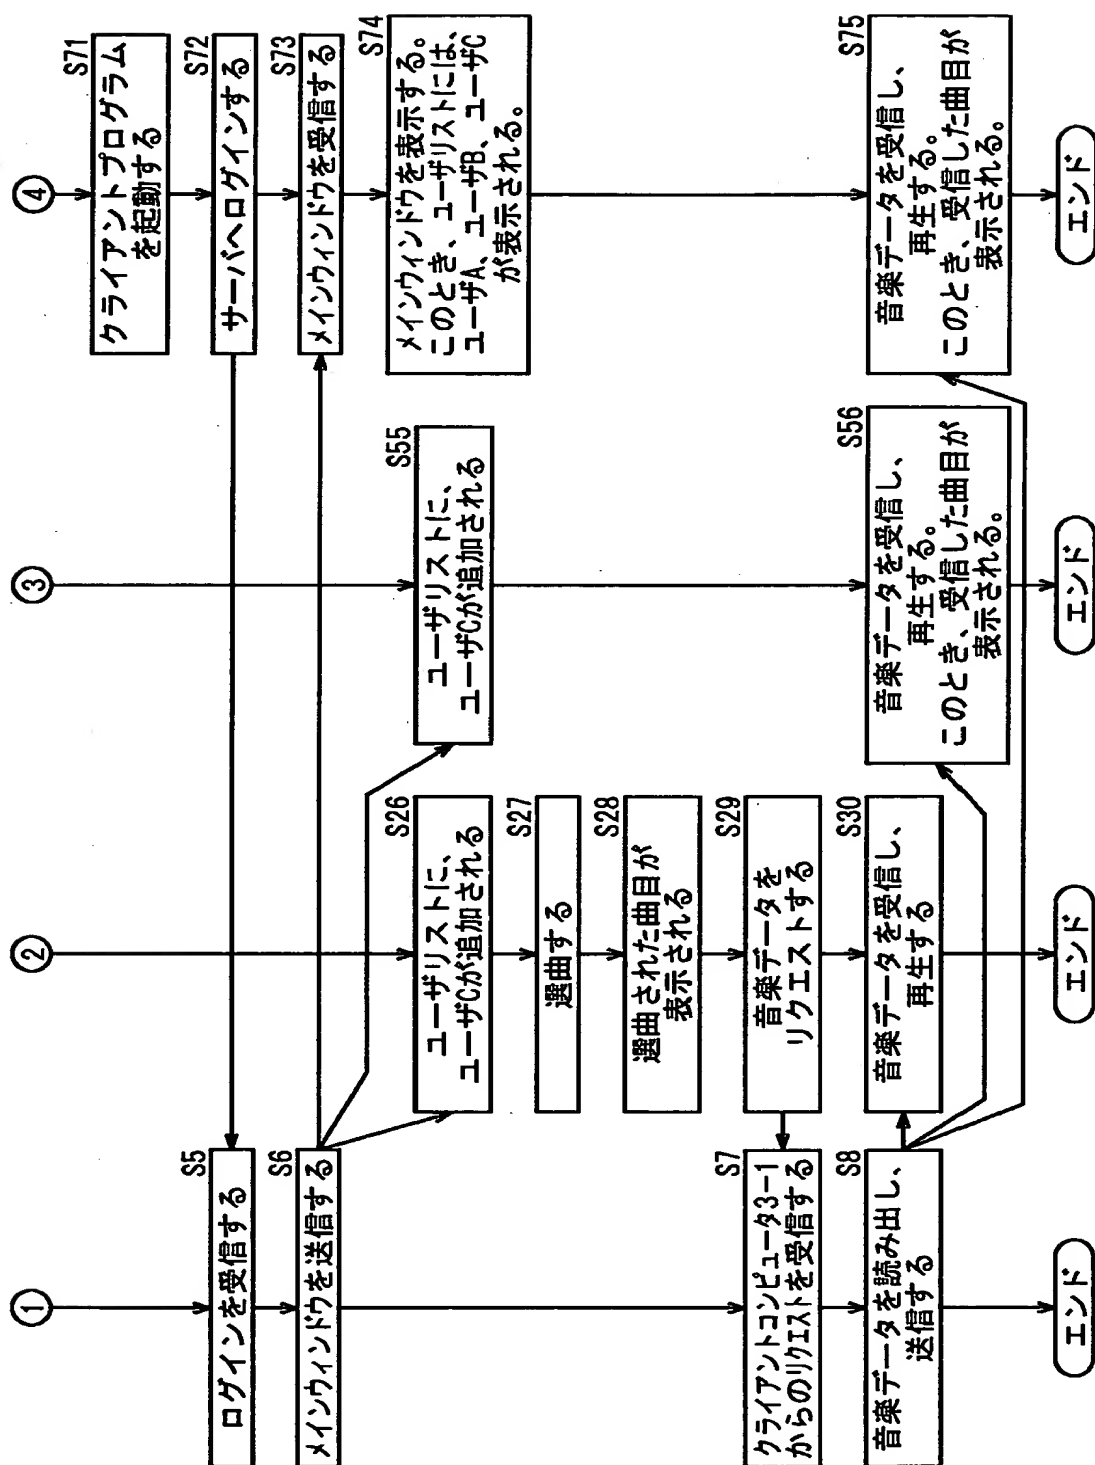 ①
S5
ログインを受信する
S6
メインウィンドウを送信する
S7
クライアントコンピュータ3-1
からのリクエストを受信する
S8
音楽データを読み出し、
送信する
エンド
②
S26
ユーザリストに、
ユーザCが追加される
S27
選曲する
S28
選曲された曲目が
表示される
S29
音楽データを
リクエストする
S30
音楽データを受信し、
再生する
エンド
③
S55
ユーザリストに、
ユーザCが追加される
S56
音楽データを受信し、
再生する。
このとき、受信した曲目が
表示される。
エンド
④
S71
クライアントプログラム
を起動する
S72
サーバへログインする
S73
メインウィンドウを受信する
S74
メインウィンドウを表示する。
このとき、ユーザリストには、
ユーザA、ユーザB、ユーザC
が表示される。
S75
音楽データを受信し、
再生する。
このとき、受信した曲目が
表示される。
エンド